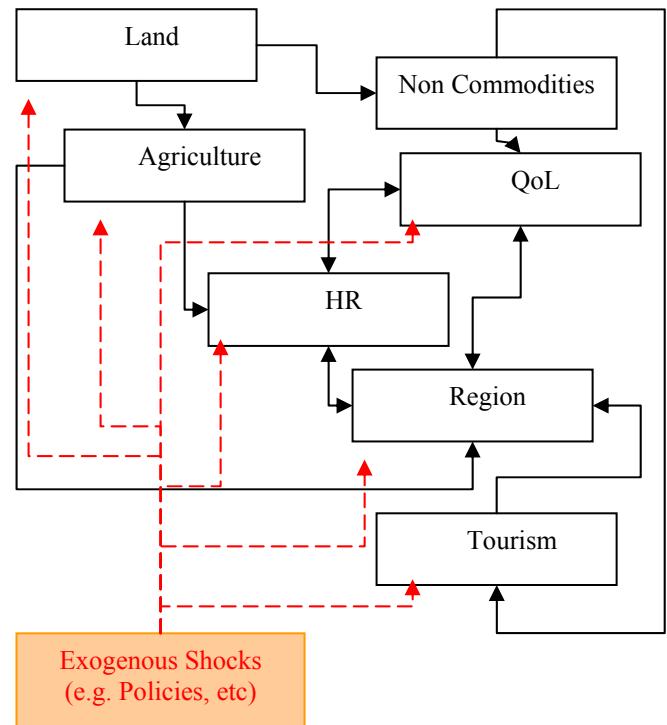 Land
Non Commodities
Agriculture
QoL
HR
Region
Tourism
Exogenous Shocks
(e.g. Policies, etc)